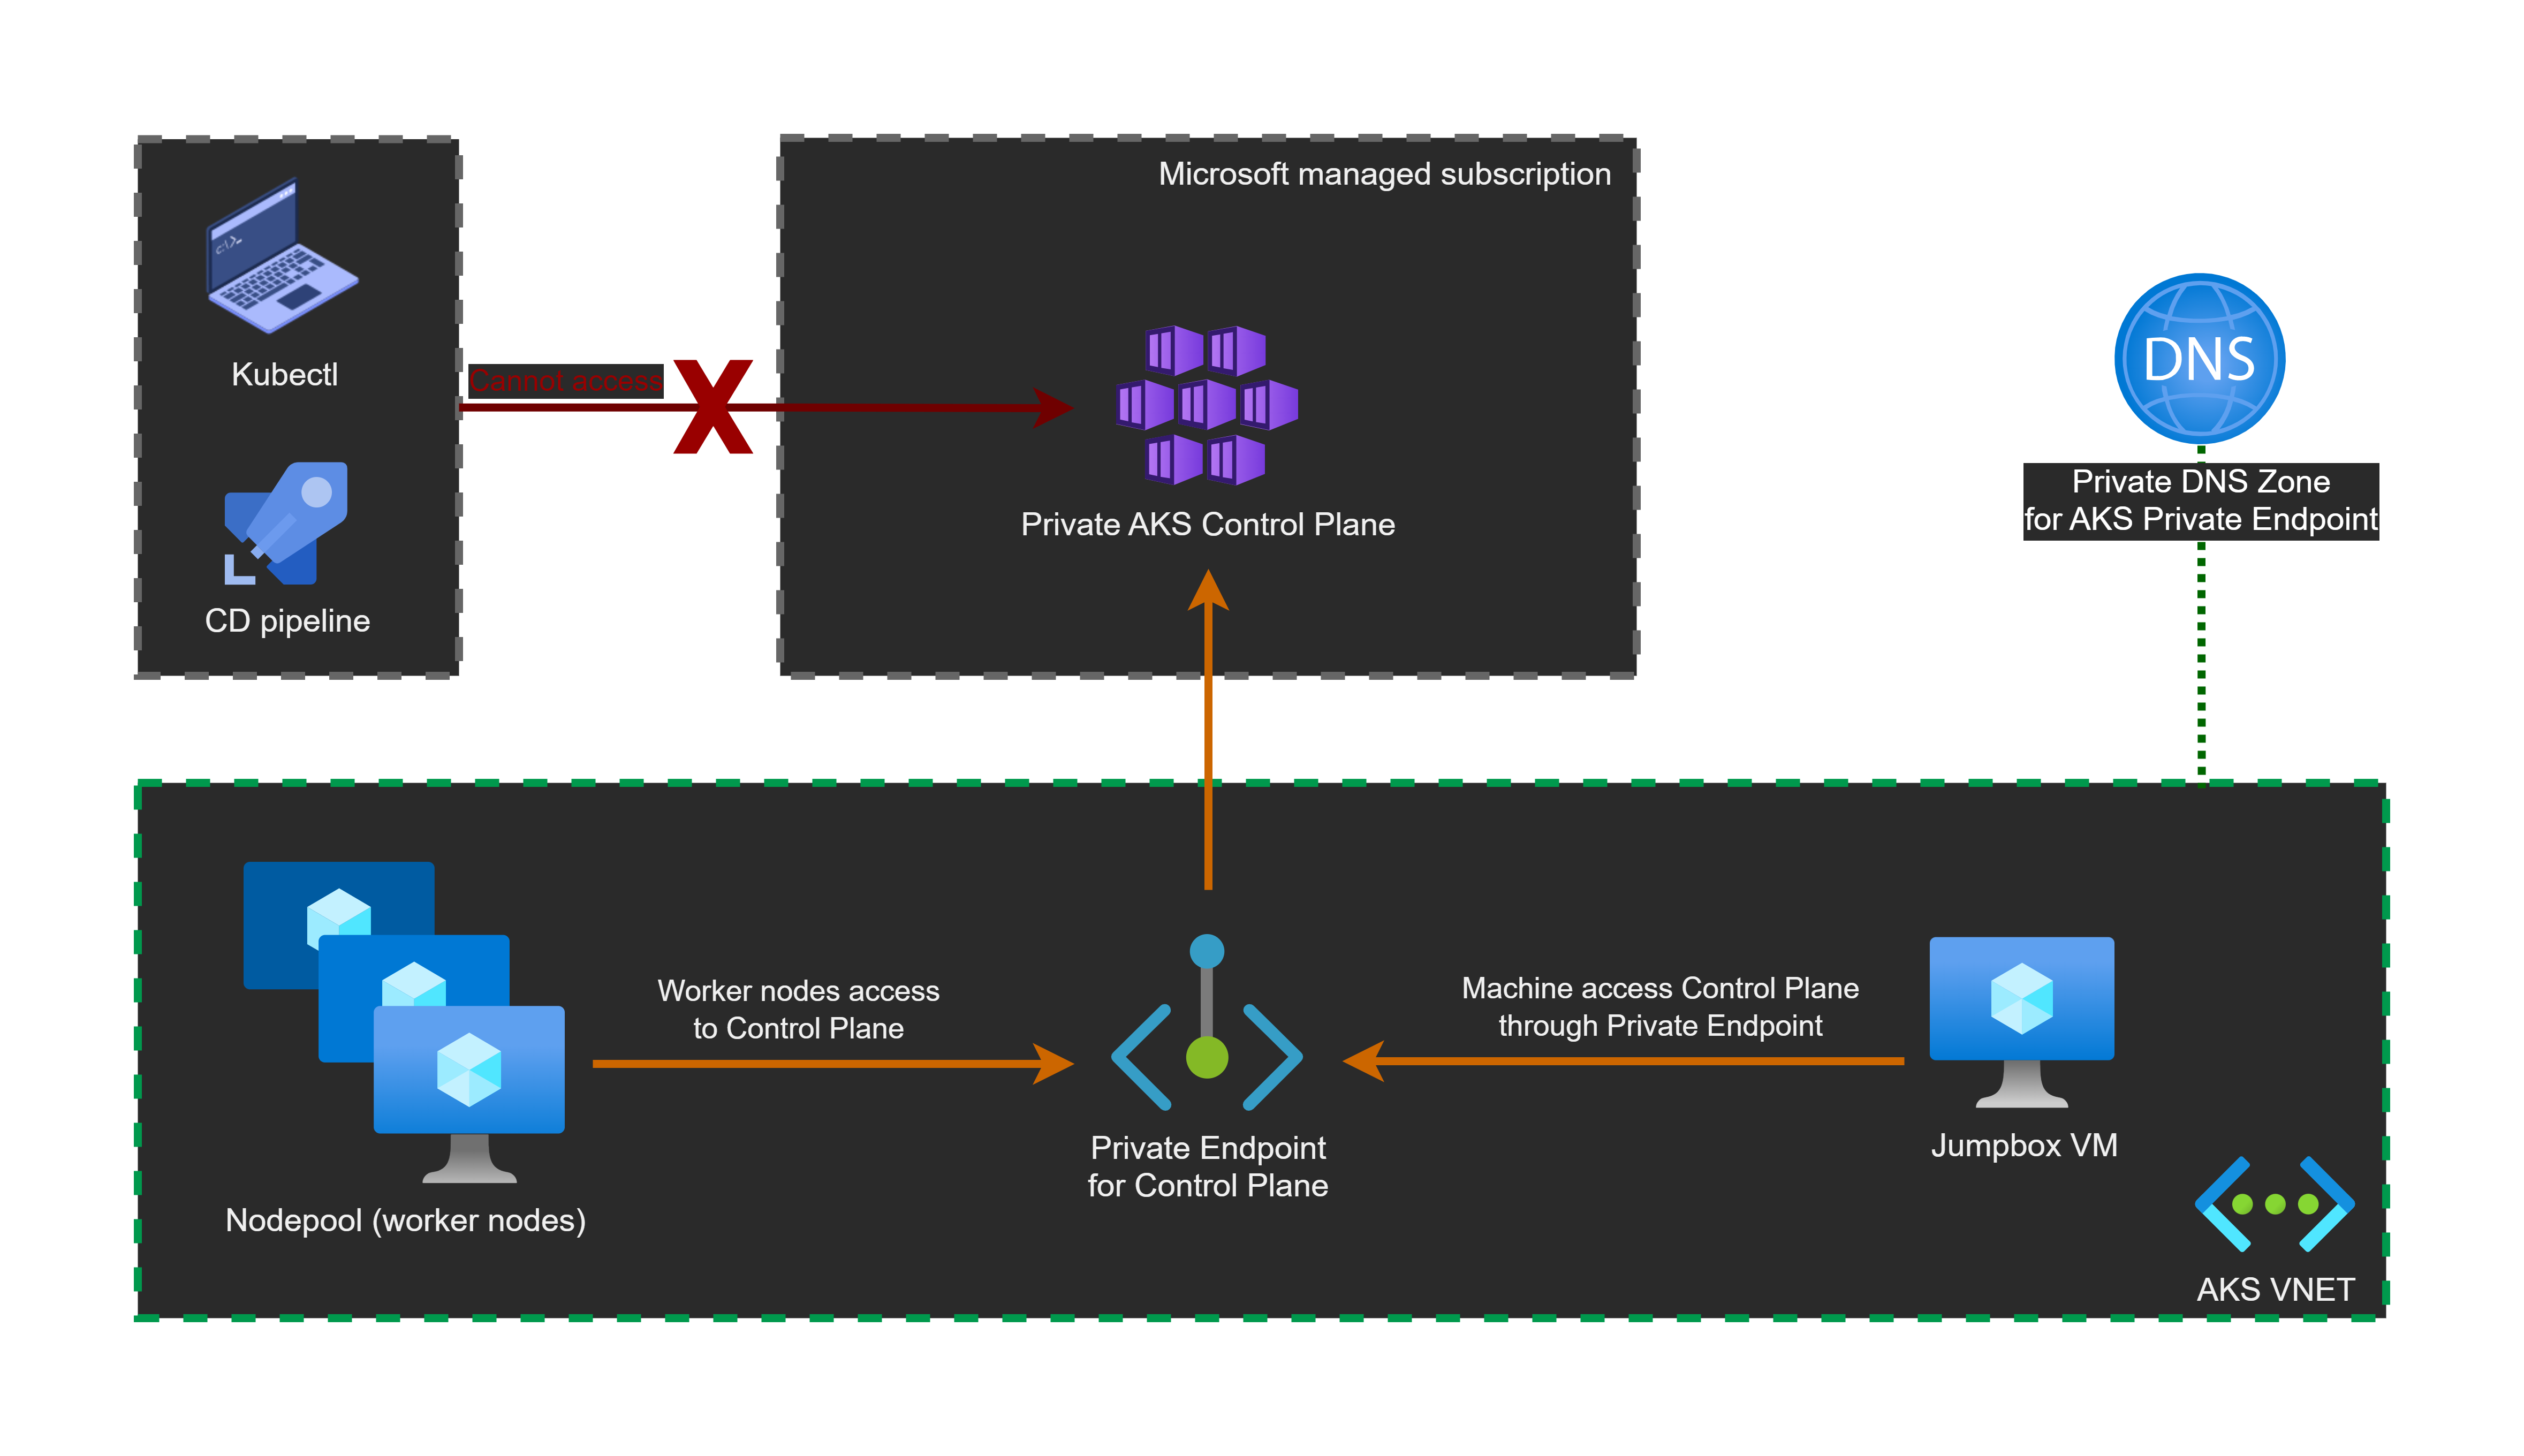 Microsoft managed subscription
C:\>_
Kubectl
Cannot access
DNS
Private DNS Zone
for AKS Private Endpoint
Private AKS Control Plane
CD pipeline
Worker nodes access
to Control Plane
Machine access Control Plane
through Private Endpoint
Private Endpoint
for Control Plane
Jumpbox VM
Nodepool (worker nodes)
AKS VNET